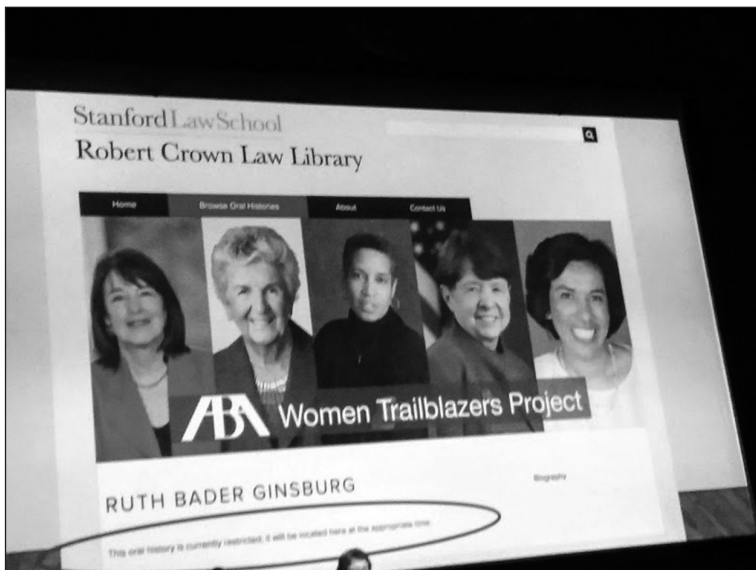 Stanford Law School
Robert Crown Law Library
Home Browse Oral Histories About Contact Us
ABA Women Trailblazers Project
RUTH BADER GINSBURG
Biography
This oral history is currently restricted; it will be located here at the appropriate time.